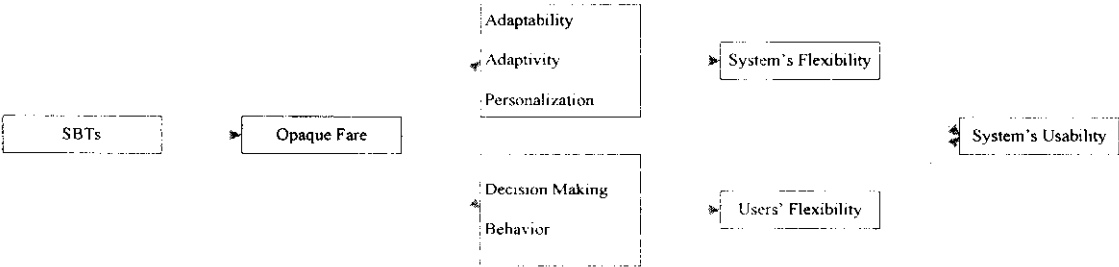 SBTs
Opaque Fare
Adaptability
Adaptivity
Personalization
Decision Making
Behavior
System's Flexibility
Users' Flexibility
System's Usability